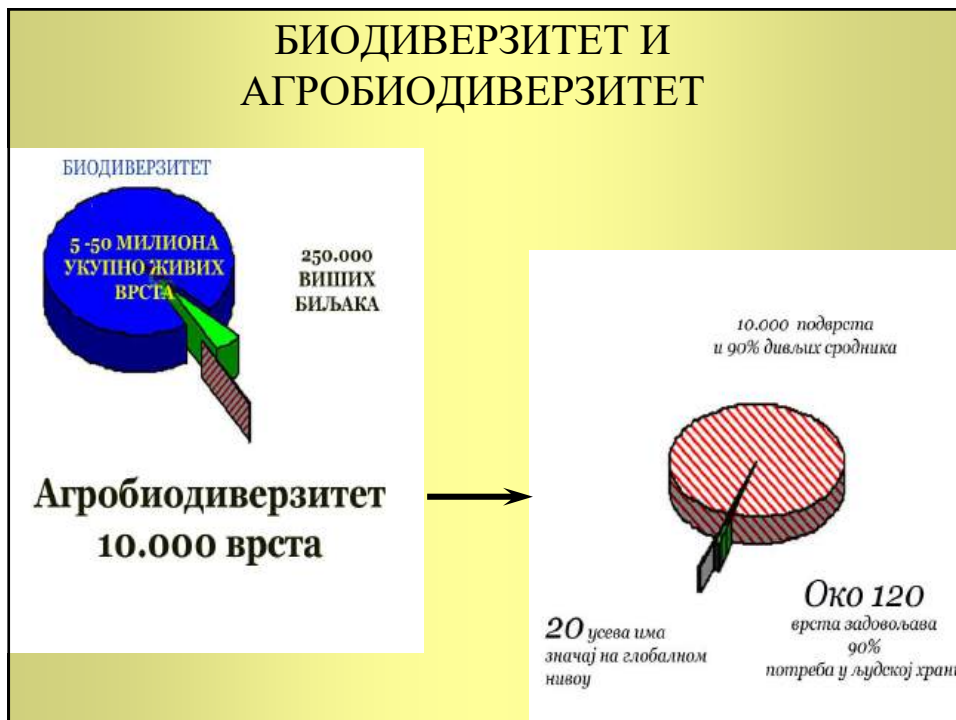 БИОДИВЕРЗИТЕТ И
АГРОБИОДИВЕРЗИТЕТ
БИОДИВЕРЗИТЕТ
5 -50 МИЛИОНА
УКУПНО ЖИВИХ
ВРСТА
250.000
ВИШИХ
БИЉАКА
Агробиодиверзитет
10.000 врста
10.000 подврста
и 90% дивљих сродника
20 усева има
значај на глобалном
нивоу
Око 120
врста задовољава
90%
потреба у људској храни